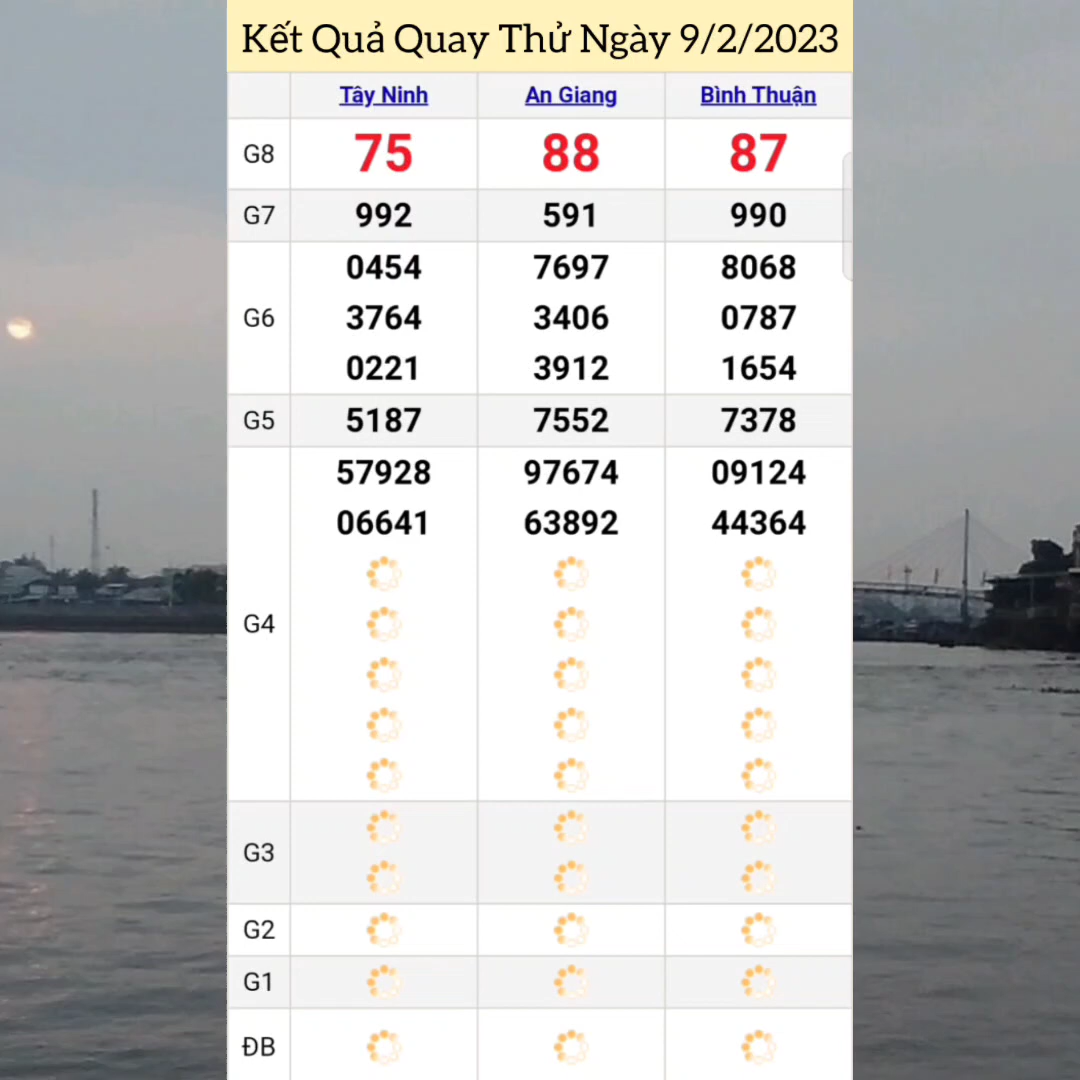 Kết Quả Quay Thử Ngày 9/2/2023
Tây Ninh An Giang Bình Thuận
G8 75 88 87
G7 992 591 990
0454 7697 8068
G6 3764 3406 0787
0221 3912 1654
G5 5187 7552 7378
57928 97674 09124
06641 63892 44364
G4
G3
G2
G1
ĐB